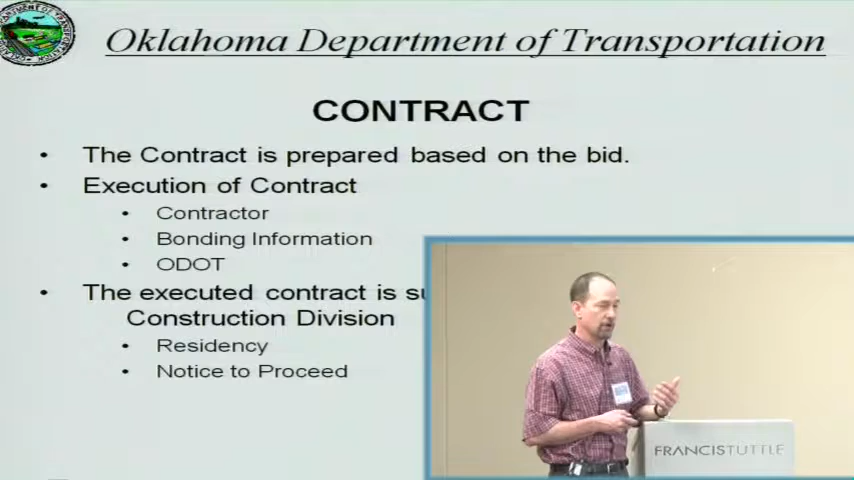 Oklahoma Department of Transportation
CONTRACT
• The Contract is prepared based on the bid.
• Execution of Contract
• Contractor
• Bonding Information
• ODOT
• The executed contract is
Construction Division
• Residency
• Notice to Proceed
FRANCISTUTTLE